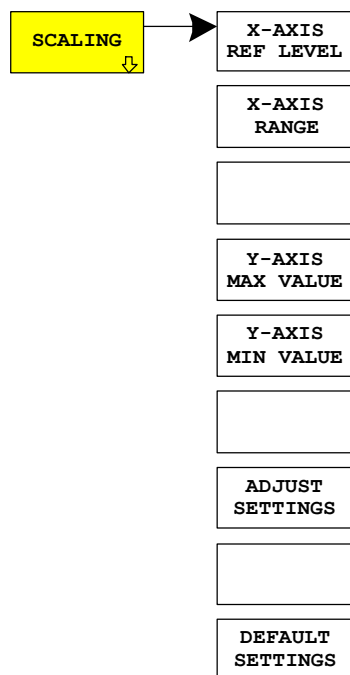 SCALING
X-AXIS
REF LEVEL
X-AXIS
RANGE
Y-AXIS
MAX VALUE
Y-AXIS
MIN VALUE
ADJUST
SETTINGS
DEFAULT
SETTINGS